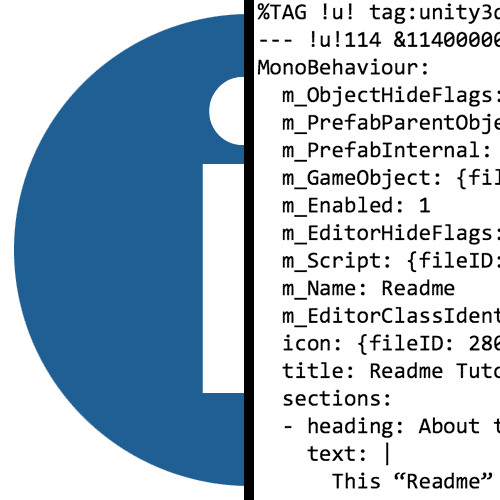 %TAG !u! tag:unity3d
--- !u!114 &11400000
MonoBehaviour:
m_ObjectHideFlags:
m_PrefabParentObje
m_PrefabInternal:
m_GameObject: {fil
m_Enabled: 1
m_EditorHideFlags:
m_Script: {fileID:
m_Name: Readme
m_EditorClassIdent
icon: {fileID: 280
title: Readme Tuto
sections:
- heading: About t
text: |
This “Readme”